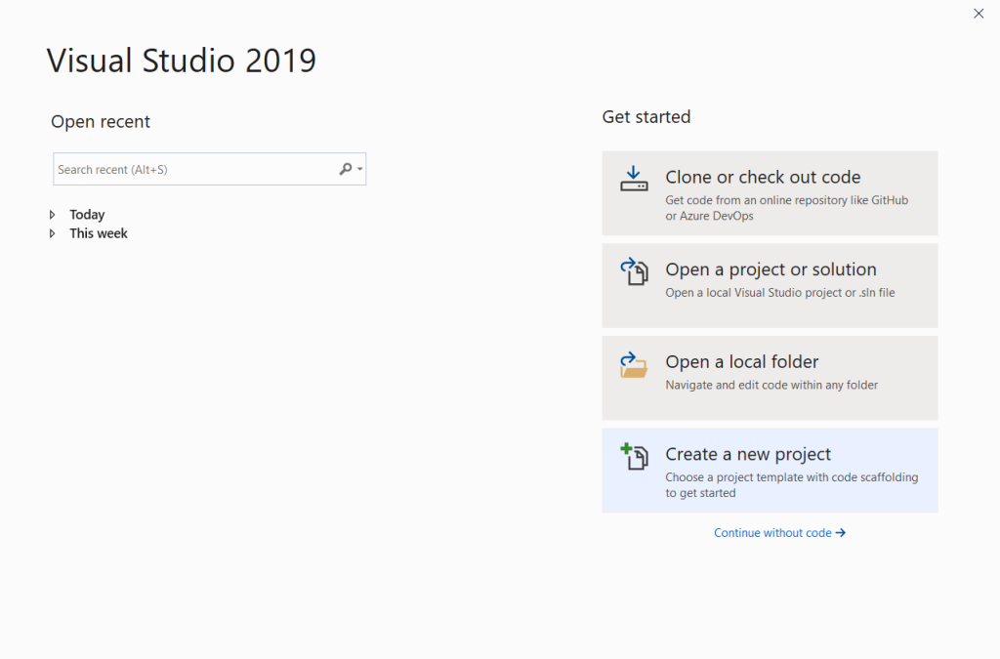 Visual Studio 2019
Open recent
Search recent (Alt+S)
Today
This week
Get started
Clone or check out code
Get code from an online repository like GitHub
or Azure DevOps
Open a project or solution
Open a local Visual Studio project or .sln file
Open a local folder
Navigate and edit code within any folder
Create a new project
Choose a project template with code scaffolding
to get started
Continue without code →